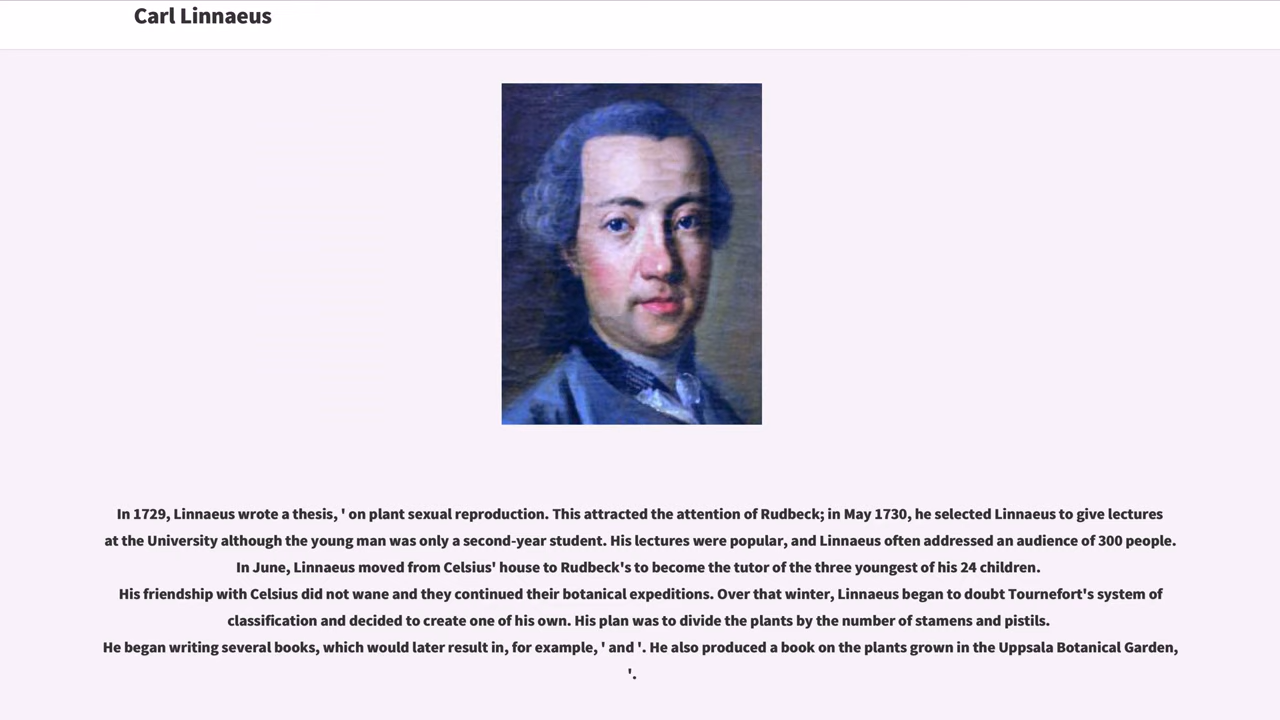 Carl Linnaeus
In 1729, Linnaeus wrote a thesis, ' on plant sexual reproduction. This attracted the attention of Rudbeck; in May 1730, he selected Linnaeus to give lectures
at the University although the young man was only a second-year student. His lectures were popular, and Linnaeus often addressed an audience of 300 people.
In June, Linnaeus moved from Celsius' house to Rudbeck's to become the tutor of the three youngest of his 24 children.
His friendship with Celsius did not wane and they continued their botanical expeditions. Over that winter, Linnaeus began to doubt Tournefort's system of
classification and decided to create one of his own. His plan was to divide the plants by the number of stamens and pistils.
He began writing several books, which would later result in, for example, ' and '. He also produced a book on the plants grown in the Uppsala Botanical Garden,
'.